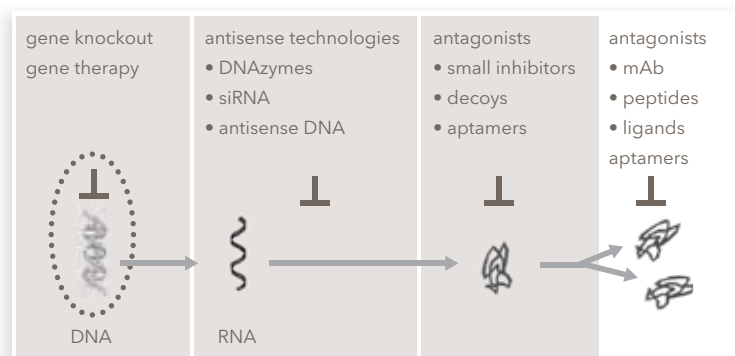 gene knockout
gene therapy
antisense technologies
• DNAzymes
• siRNA
• antisense DNA
antagonists
• small inhibitors
• decoys
• aptamers
antagonists
• mAb
• peptides
• ligands
aptamers
DNA
RNA